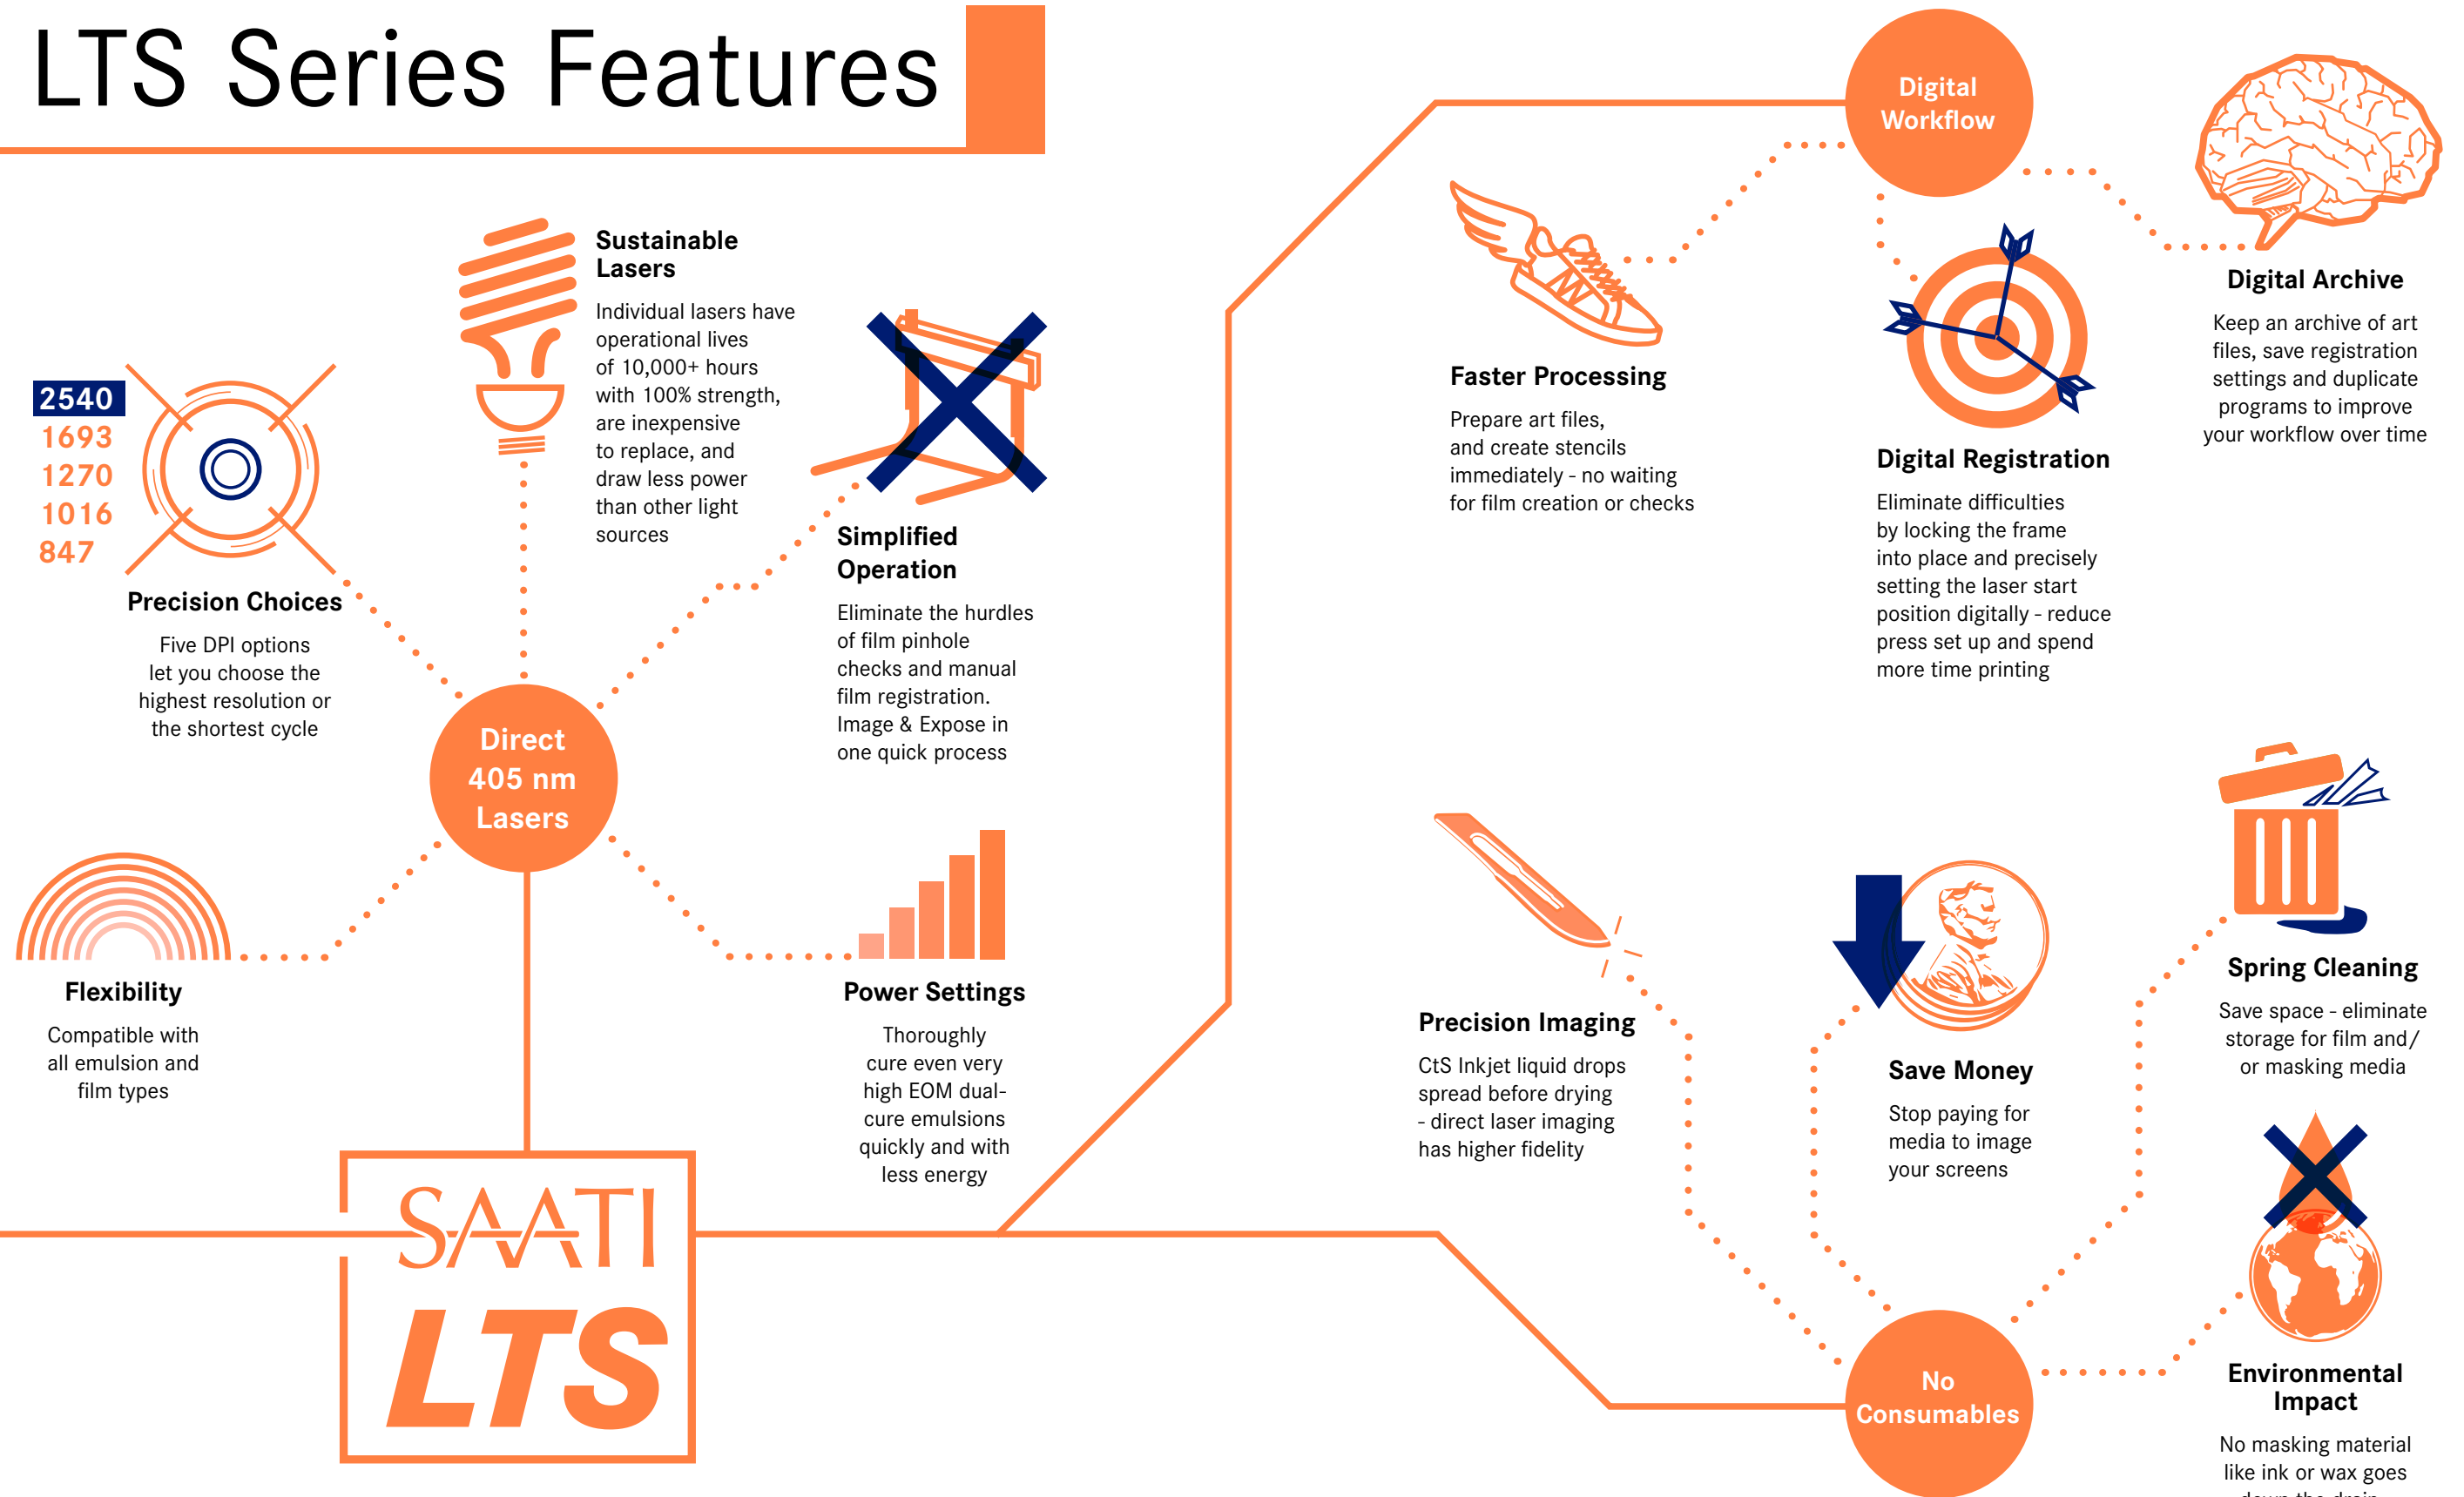 LTS Series Features
Sustainable
Lasers
Individual lasers have
operational lives
of 10,000+ hours
with 100% strength,
are inexpensive
to replace, and
draw less power
than other light
sources
2540
1693
1270
1016
847
Precision Choices
Five DPI options
let you choose the
highest resolution or
the shortest cycle
Simplified
Operation
Eliminate the hurdles
of film pinhole
checks and manual
film registration.
Image & Expose in
one quick process
Direct
405 nm
Lasers
Flexibility
Compatible with
all emulsion and
film types
Power Settings
Thoroughly
cure even very
high EOM dual-
cure emulsions
quickly and with
less energy
SAATI
LTS
Digital
Workflow
Faster Processing
Prepare art files,
and create stencils
immediately - no waiting
for film creation or checks
Digital Registration
Eliminate difficulties
by locking the frame
into place and precisely
setting the laser start
position digitally - reduce
press set up and spend
more time printing
Digital Archive
Keep an archive of art
files, save registration
settings and duplicate
programs to improve
your workflow over time
Precision Imaging
CtS Inkjet liquid drops
spread before drying
- direct laser imaging
has higher fidelity
Save Money
Stop paying for
media to image
your screens
Spring Cleaning
Save space - eliminate
storage for film and/
or masking media
No
Consumables
Environmental
Impact
No masking material
like ink or wax goes
down the drain